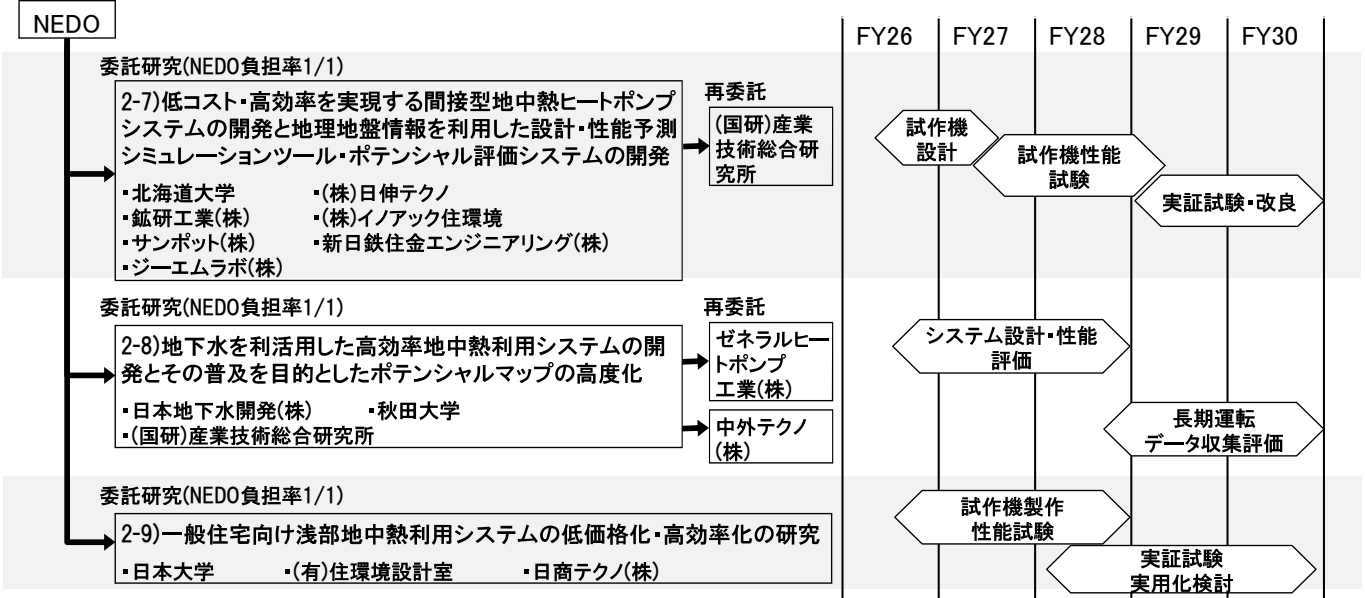 NEDO
FY26
FY27
FY28
FY29
FY30
委託研究(NEDO負担率1/1)
2-7)低コスト・高効率を実現する間接型地中熱ヒートポンプ
システムの開発と地理地盤情報を利用した設計・性能予測
シミュレーションツール・ポテンシャル評価システムの開発
・北海道大学
・(株)日伸テクノ
・鉱研工業(株)
・(株)イノアック住環境
・サンポット(株)
・新日鉄住金エンジニアリング(株)
・ジーエムラボ(株)
再委託
(国研)産業
技術総合研
究所
試作機
設計
試作機性能
試験
実証試験・改良
委託研究(NEDO負担率1/1)
2-8)地下水を利活用した高効率地中熱利用システムの開
発とその普及を目的としたポテンシャルマップの高度化
・日本地下水開発(株)
・秋田大学
・(国研)産業技術総合研究所
再委託
ゼネラルヒー
トポンプ
工業(株)
中外テクノ
(株)
システム設計・性能
評価
長期運転
データ収集評価
委託研究(NEDO負担率1/1)
2-9)一般住宅向け浅部地中熱利用システムの低価格化・高効率化の研究
・日本大学
・(有)住環境設計室
・日商テクノ(株)
試作機製作
性能試験
実証試験
実用化検討